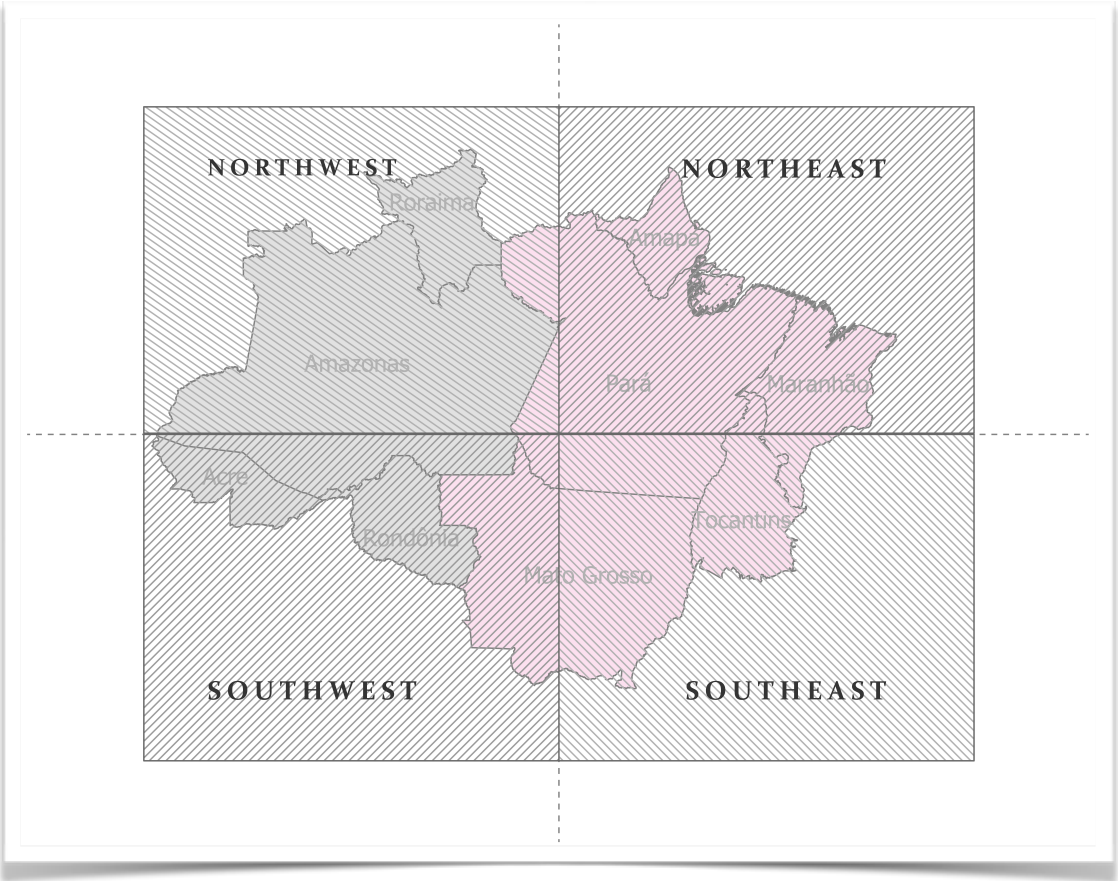 NORTHWEST
NORTHEAST
Roraima
Amapá
Amazonas
Pará
Maranhão
Acre
Tocantins
Rondônia
Mato Grosso
SOUTHWEST
SOUTHEAST